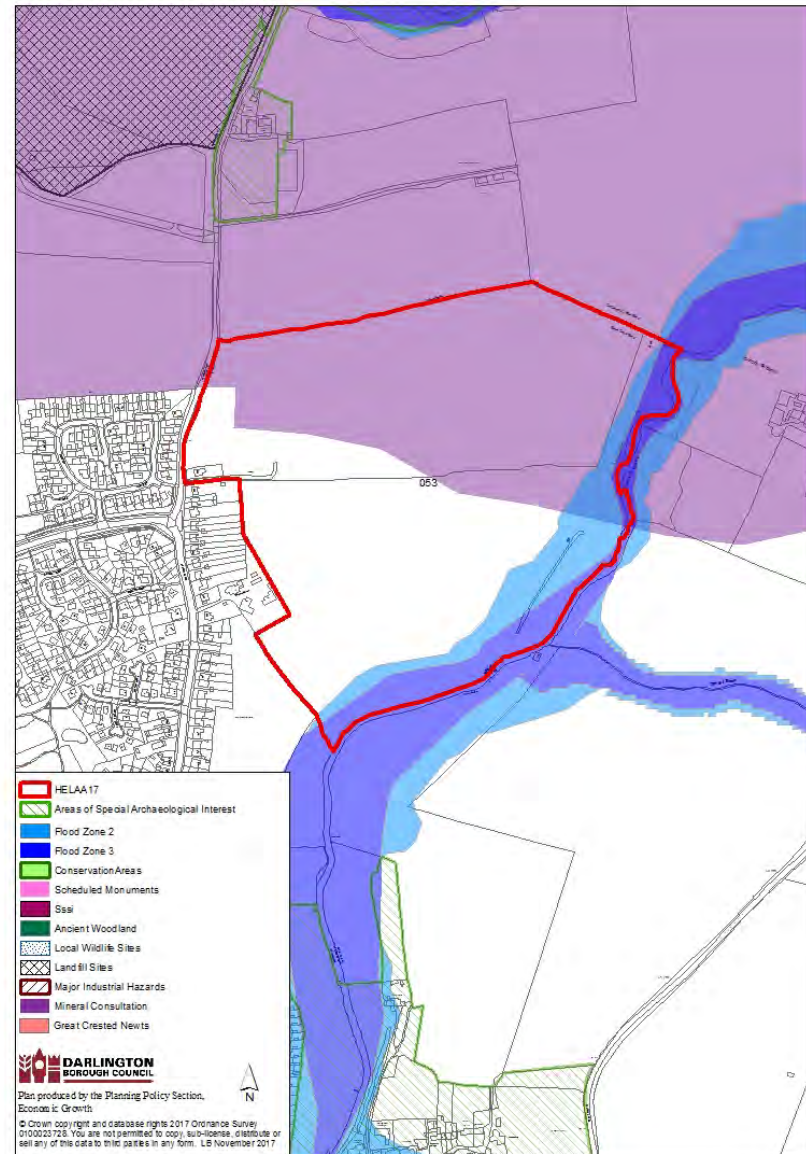 053
HELAA17
Areas of Special Archaeological Interest
Flood Zone 2
Flood Zone 3
Conservation Areas
Scheduled Monuments
Sssi
Ancient Woodland
Local Wildlife Sites
Landfill Sites
Major Industrial Hazards
Mineral Consultation
Great Crested Newts
DARLINGTON
BOROUGH COUNCIL
Plan produced by the Planning Policy Section,
Economic Growth
N
© Crown copyright and database rights 2017 Ordnance Survey
0100023728. You are not permitted to copy, sub-license, distribute or
sell any of this data to third parties in any form. LB November 2017